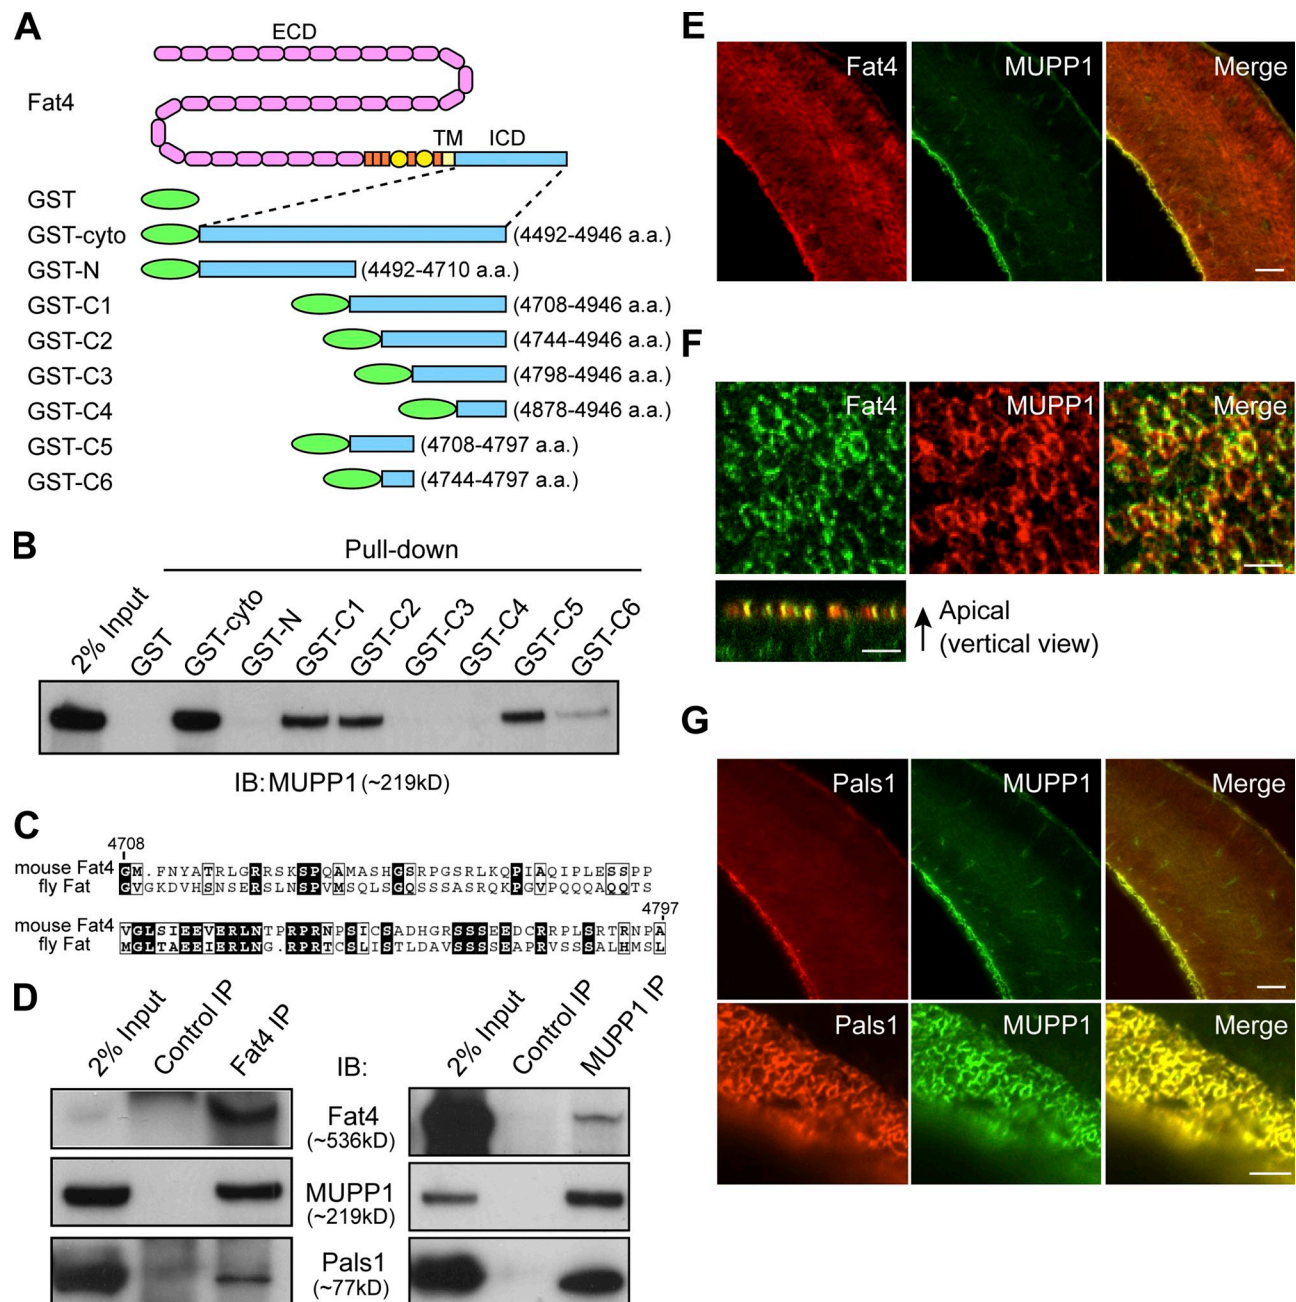 A
ECD
Fat4
TM
ICD
GST
GST-cyto (4492-4946 a.a.)
GST-N (4492-4710 a.a.)
GST-C1 (4708-4946 a.a.)
GST-C2 (4744-4946 a.a.)
GST-C3 (4798-4946 a.a.)
GST-C4 (4878-4946 a.a.)
GST-C5 (4708-4797 a.a.)
GST-C6 (4744-4797 a.a.)
B
Pull-down
2% Input GST GST-cyto GST-N GST-C1 GST-C2 GST-C3 GST-C4 GST-C5 GST-C6
IB: MUPP1 (~219kD)
C
4708
mouse Fat4 GM.FNYATRLGRRSKSPQAMASHGSRPGSRLKQPIAQIPLESSPP
fly Fat GVGKDVHSNSERSLNSPVMSQLSGQSSSASRQKPGVPQQQAQQTS
4797
mouse Fat4 VGLSIEEVERLNTPRPRNPSICSADHGRSSSEEDCRRPLSRTRNPA
fly Fat MGLTAEEIERLNG.RPRTCSLISTLDAVSSSSEAPRVSSSALHMSL
D
2% Input Control IP Fat4 IP
IB:
2% Input Control IP MUPP1 IP
Fat4
(~536kD)
MUPP1
(~219kD)
Pals1
(~77kD)
E
Fat4 MUPP1 Merge
F
Fat4 MUPP1 Merge
Apical
(vertical view)
G
Pals1 MUPP1 Merge
Pals1 MUPP1 Merge